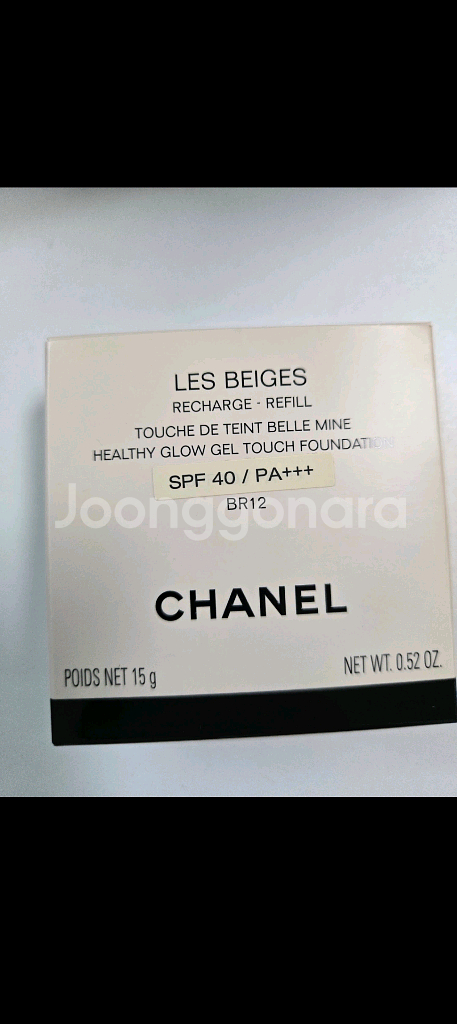 LES BEIGES
RECHARGE - REFILL
TOUCHE DE TEINT BELLE MINE
HEALTHY GLOW GEL TOUCH FOUNDATION
SPF 40 / PA+++
BR12
Joonggonara
CHANEL
POIDS NET 15 g
NET WT. 0.52 OZ.